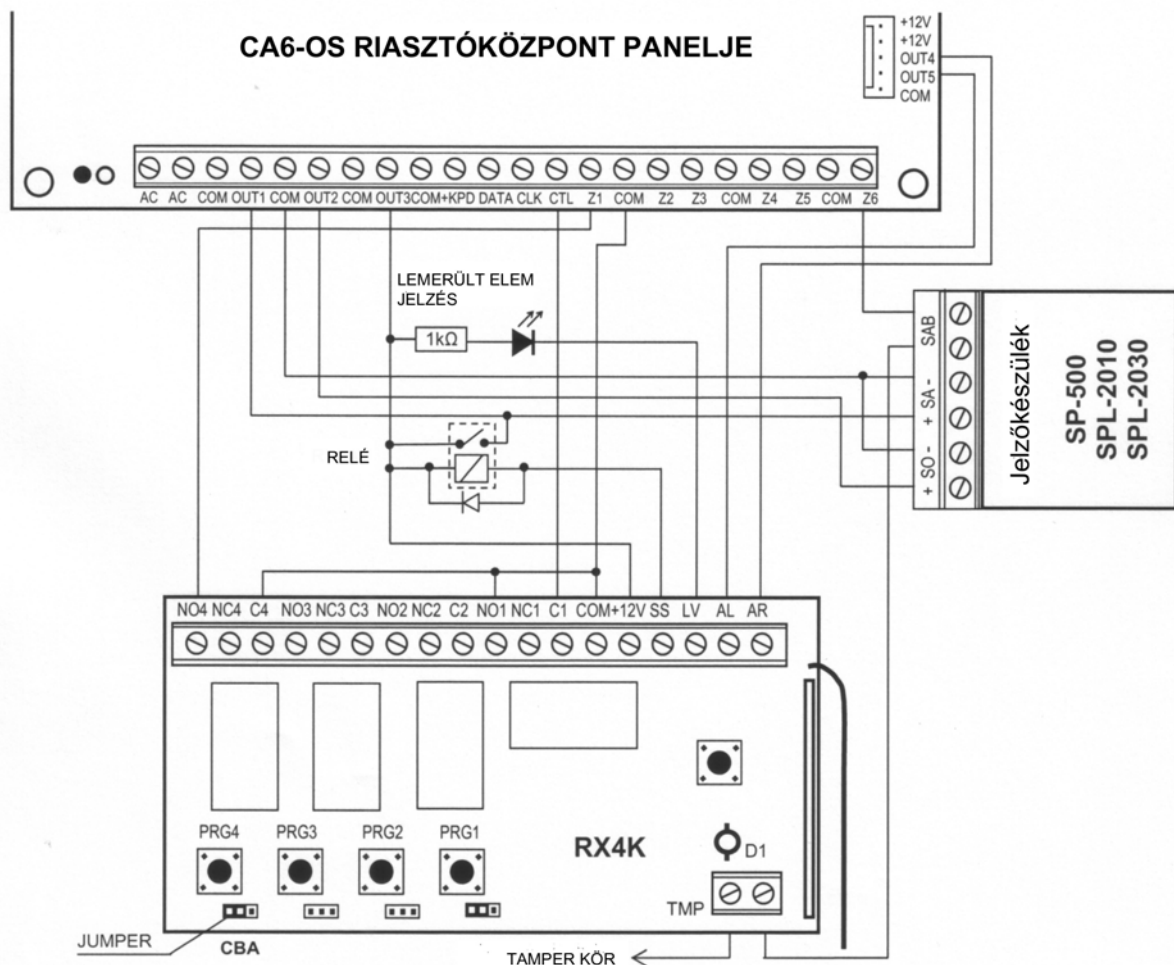 CA6-OS RIASZTÓKÖZPONT PANELJE
+12V
+12V
OUT4
OUT5
COM
AC AC COM OUT1 COM OUT2 COM OUT3 COM +KPD DATA CLK CTL Z1 COM Z2 Z3 COM Z4 Z5 COM Z6
LEMERÜLT ELEM
JELZÉS
1kΩ
RELÉ
SAB
- SA +
- SO +
Jelzőkészülék
SP-500
SPL-2010
SPL-2030
NO4 NC4 C4 NO3 NC3 C3 NO2 NC2 C2 NO1 NC1 C1 COM +12V SS LV AL AR
PRG4 PRG3 PRG2 PRG1
RX4K
D1
TMP
JUMPER
CBA
TAMPER KÖR